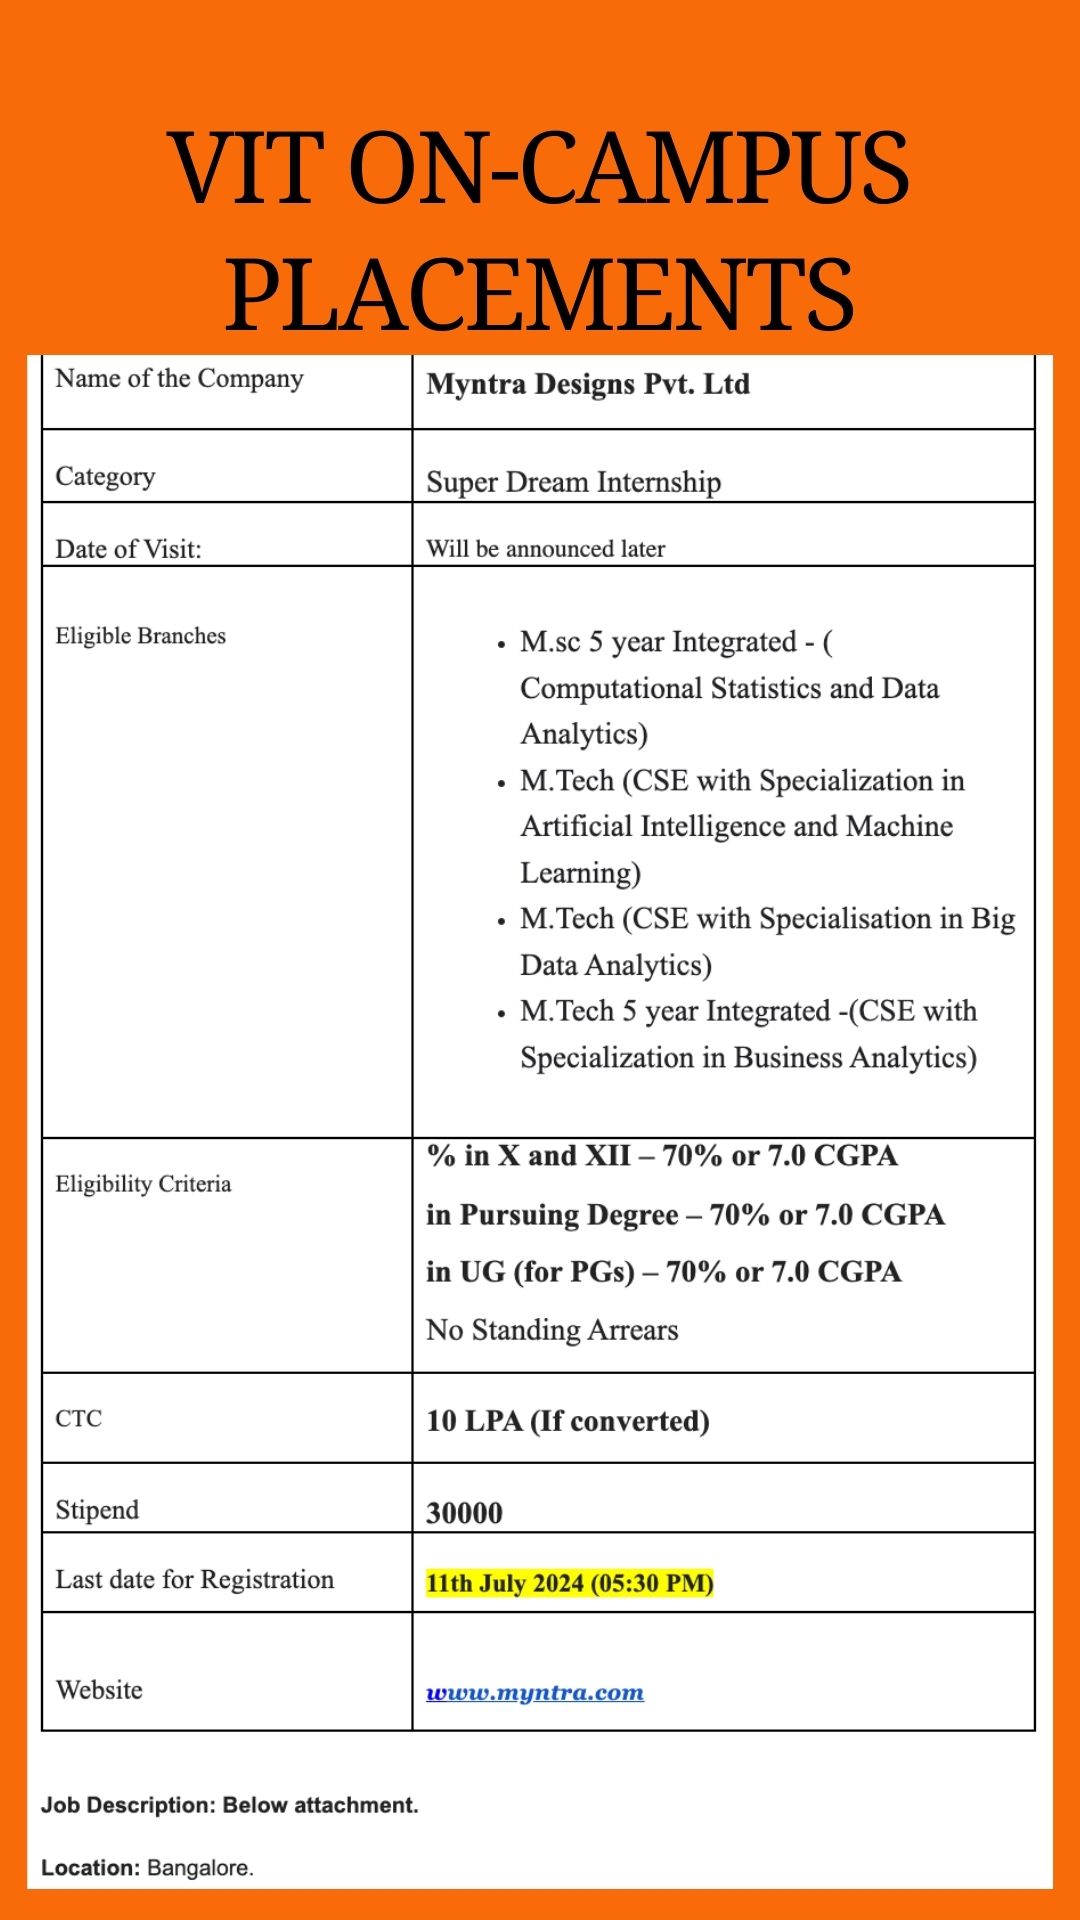 VIT ON-CAMPUS
PLACEMENTS
Name of the Company
Myntra Designs Pvt. Ltd
Category
Super Dream Internship
Date of Visit:
Will be announced later
Eligible Branches
• M.sc 5 year Integrated - (
Computational Statistics and Data
Analytics)
• M.Tech (CSE with Specialization in
Artificial Intelligence and Machine
Learning)
• M.Tech (CSE with Specialisation in Big
Data Analytics)
• M.Tech 5 year Integrated -(CSE with
Specialization in Business Analytics)
Eligibility Criteria
% in X and XII – 70% or 7.0 CGPA
in Pursuing Degree – 70% or 7.0 CGPA
in UG (for PGs) – 70% or 7.0 CGPA
No Standing Arrears
CTC
10 LPA (If converted)
Stipend
30000
Last date for Registration
11th July 2024 (05:30 PM)
Website
www.myntra.com
Job Description: Below attachment.
Location: Bangalore.